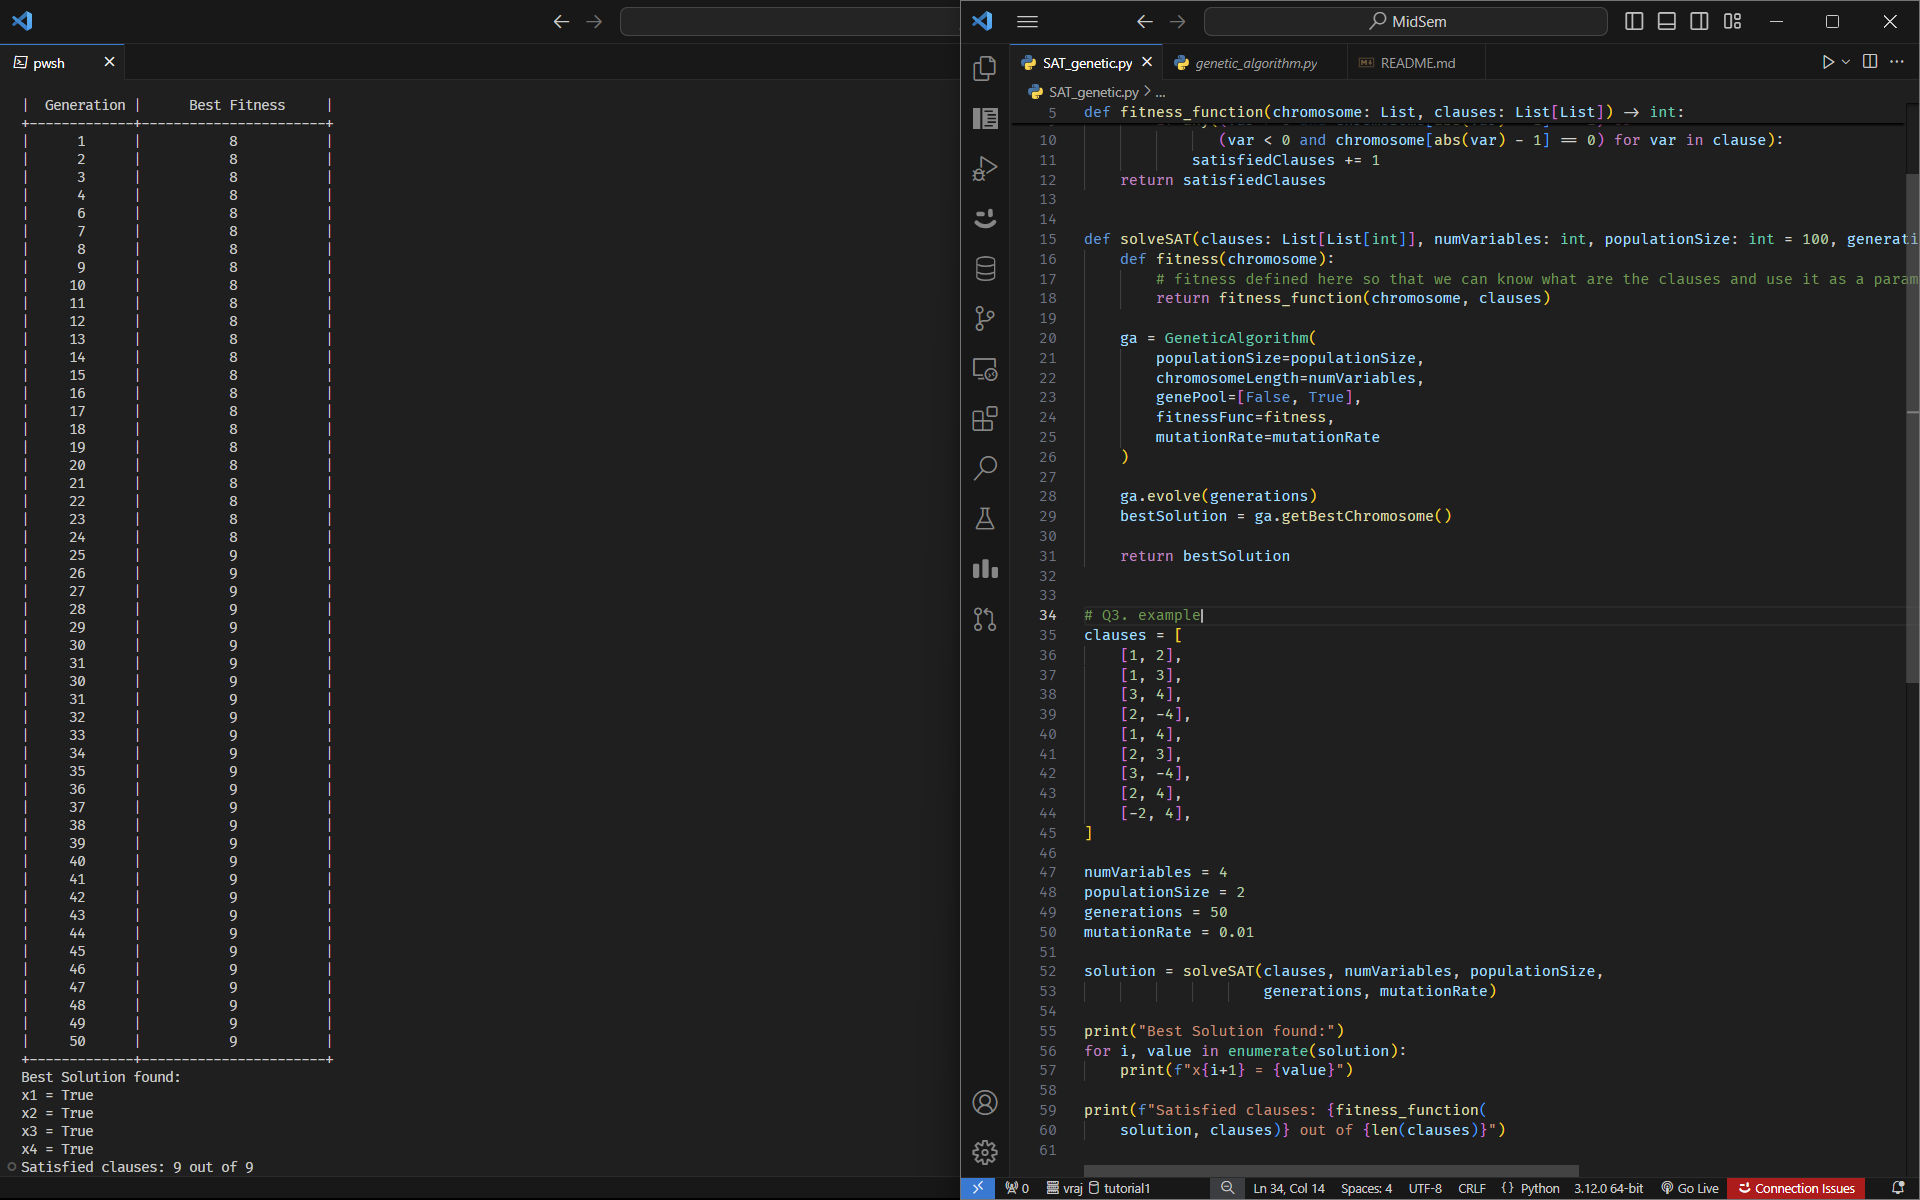 pwsh
| Generation | Best Fitness |
+-------------+-----------------------+
| 1 | 8 |
| 2 | 8 |
| 3 | 8 |
| 4 | 8 |
| 6 | 8 |
| 7 | 8 |
| 8 | 8 |
| 9 | 8 |
| 10 | 8 |
| 11 | 8 |
| 12 | 8 |
| 13 | 8 |
| 14 | 8 |
| 15 | 8 |
| 16 | 8 |
| 17 | 8 |
| 18 | 8 |
| 19 | 8 |
| 20 | 8 |
| 21 | 8 |
| 22 | 8 |
| 23 | 8 |
| 24 | 8 |
| 25 | 9 |
| 26 | 9 |
| 27 | 9 |
| 28 | 9 |
| 29 | 9 |
| 30 | 9 |
| 31 | 9 |
| 30 | 9 |
| 31 | 9 |
| 32 | 9 |
| 33 | 9 |
| 34 | 9 |
| 35 | 9 |
| 36 | 9 |
| 37 | 9 |
| 38 | 9 |
| 39 | 9 |
| 40 | 9 |
| 41 | 9 |
| 42 | 9 |
| 43 | 9 |
| 44 | 9 |
| 45 | 9 |
| 46 | 9 |
| 47 | 9 |
| 48 | 9 |
| 49 | 9 |
| 50 | 9 |
+-------------+-----------------------+
Best Solution found:
x1 = True
x2 = True
x3 = True
x4 = True
Satisfied clauses: 9 out of 9
MidSem
SAT_genetic.py genetic_algorithm.py README.md
SAT_genetic.py > ...
5 def fitness_function(chromosome: List, clauses: List[List]) → int:
10 (var < 0 and chromosome[abs(var) - 1] == 0) for var in clause):
11 satisfiedClauses += 1
12 return satisfiedClauses
13
14
15 def solveSAT(clauses: List[List[int]], numVariables: int, populationSize: int = 100, generati
16 def fitness(chromosome):
17 # fitness defined here so that we can know what are the clauses and use it as a param
18 return fitness_function(chromosome, clauses)
19
20 ga = GeneticAlgorithm(
21 populationSize=populationSize,
22 chromosomeLength=numVariables,
23 genePool=[False, True],
24 fitnessFunc=fitness,
25 mutationRate=mutationRate
26 )
27
28 ga.evolve(generations)
29 bestSolution = ga.getBestChromosome()
30
31 return bestSolution
32
33
34 # Q3. example
35 clauses = [
36 [1, 2],
37 [1, 3],
38 [3, 4],
39 [2, -4],
40 [1, 4],
41 [2, 3],
42 [3, -4],
43 [2, 4],
44 [-2, 4],
45 ]
46
47 numVariables = 4
48 populationSize = 2
49 generations = 50
50 mutationRate = 0.01
51
52 solution = solveSAT(clauses, numVariables, populationSize,
53 generations, mutationRate)
54
55 print("Best Solution found:")
56 for i, value in enumerate(solution):
57 print(f"x{i+1} = {value}")
58
59 print(f"Satisfied clauses: {fitness_function(
60 solution, clauses)} out of {len(clauses)}")
61
0 vraj tutorial1 Ln 34, Col 14 Spaces: 4 UTF-8 CRLF {} Python 3.12.0 64-bit Go Live Connection Issues